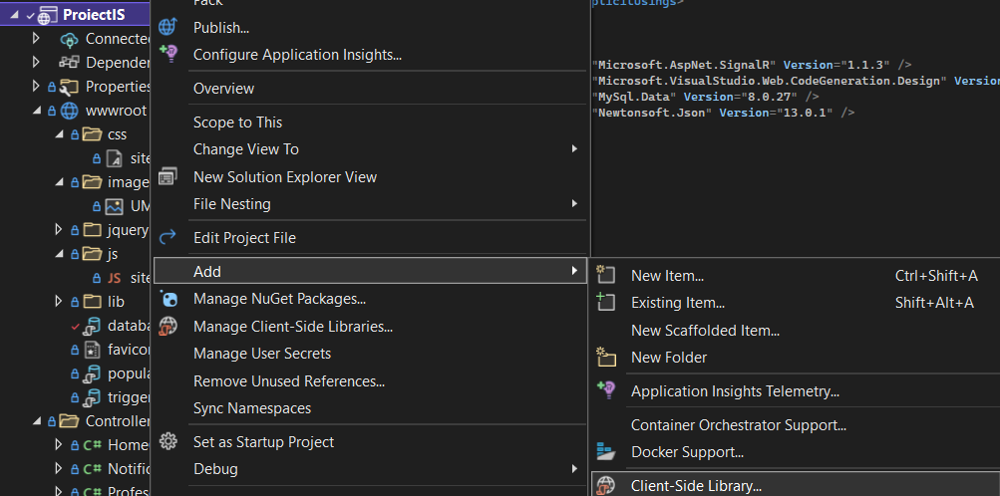 Pack
ProiectIS
Publish...
Configure Application Insights...
Overview
Scope to This
Change View To
New Solution Explorer View
File Nesting
Edit Project File
Add
Manage NuGet Packages...
Manage Client-Side Libraries...
Manage User Secrets
Remove Unused References...
Sync Namespaces
Set as Startup Project
Debug
Connecte
Depender
Properties
wwwroot
css
site
image
UM
jquery
js
JS site
lib
databa
favicor
popula
trigger
Controller
C# Home
C# Notific
C# Profes
plicitUsings>
"Microsoft.AspNet.SignalR" Version="1.1.3" />
"Microsoft.VisualStudio.Web.CodeGeneration.Design" Version
"MySql.Data" Version="8.0.27" />
"Newtonsoft.Json" Version="13.0.1" />
New Item... Ctrl+Shift+A
Existing Item... Shift+Alt+A
New Scaffolded Item...
New Folder
Application Insights Telemetry...
Container Orchestrator Support...
Docker Support...
Client-Side Library...